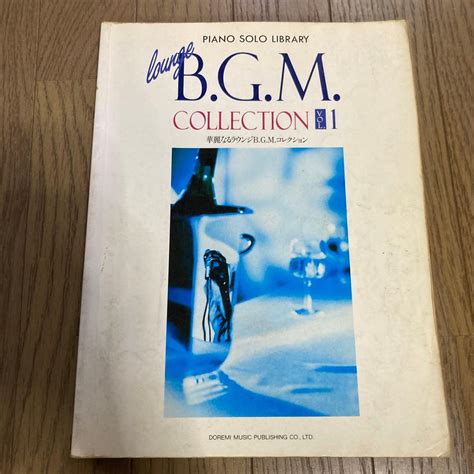 PIANO SOLO LIBRARY
lounge
B.G.M.
COLLECTION VOL. 1
華麗なるラウンジB.G.M.コレクション
DOREMI MUSIC PUBLISHING CO., LTD.